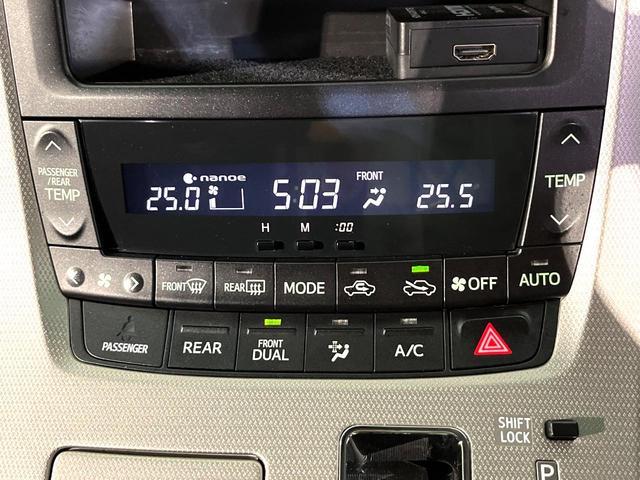 nanoe
FRONT
25.0 5:03 25.5
PASSENGER
/REAR
TEMP
TEMP
H M :00
FRONT REAR MODE OFF AUTO
PASSENGER REAR FRONT DUAL A/C
SHIFT
LOCK
P